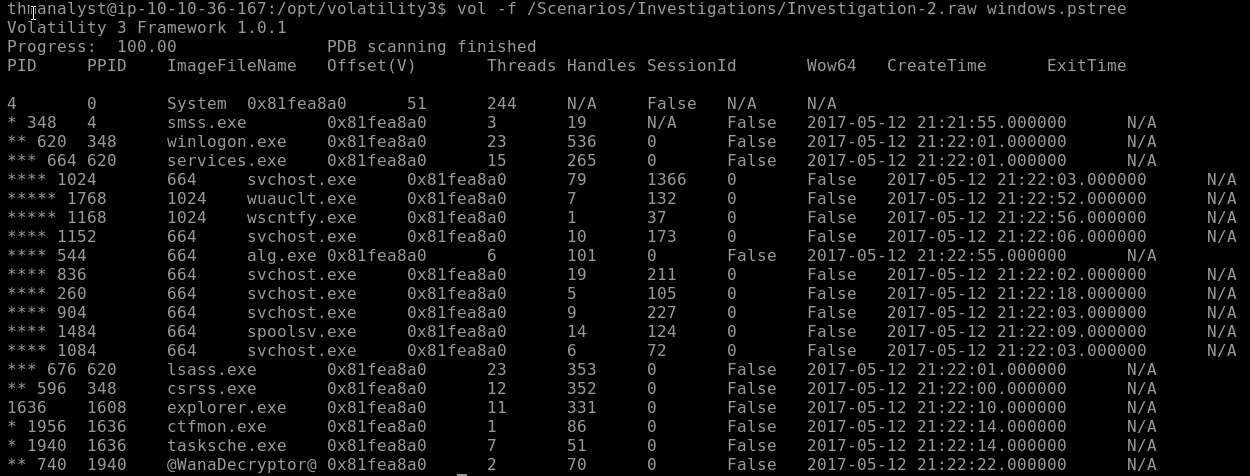 thmanalyst@ip-10-10-36-167:/opt/volatility3$ vol -f /Scenarios/Investigations/Investigation-2.raw windows.pstree
Volatility 3 Framework 1.0.1
Progress:  100.00               PDB scanning finished
PID     PPID    ImageFileName   Offset(V)       Threads Handles SessionId       Wow64   CreateTime      ExitTime
4       0       System  0x81fea8a0      51      244     N/A     False   N/A     N/A
* 348   4       smss.exe        0x81fea8a0      3       19      N/A     False   2017-05-12 21:21:55.000000      N/A
** 620  348     winlogon.exe    0x81fea8a0      23      536     0       False   2017-05-12 21:22:01.000000      N/A
*** 664 620     services.exe    0x81fea8a0      15      265     0       False   2017-05-12 21:22:01.000000      N/A
**** 1024       664     svchost.exe     0x81fea8a0      79      1366    0       False   2017-05-12 21:22:03.000000      N/A
***** 1768      1024    wuauclt.exe     0x81fea8a0      7       132     0       False   2017-05-12 21:22:52.000000      N/A
***** 1168      1024    wscntfy.exe     0x81fea8a0      1       37      0       False   2017-05-12 21:22:56.000000      N/A
**** 1152       664     svchost.exe     0x81fea8a0      10      173     0       False   2017-05-12 21:22:06.000000      N/A
**** 544        664     alg.exe 0x81fea8a0      6       101     0       False   2017-05-12 21:22:55.000000      N/A
**** 836        664     svchost.exe     0x81fea8a0      19      211     0       False   2017-05-12 21:22:02.000000      N/A
**** 260        664     svchost.exe     0x81fea8a0      5       105     0       False   2017-05-12 21:22:18.000000      N/A
**** 904        664     svchost.exe     0x81fea8a0      9       227     0       False   2017-05-12 21:22:03.000000      N/A
**** 1484       664     spoolsv.exe     0x81fea8a0      14      124     0       False   2017-05-12 21:22:09.000000      N/A
**** 1084       664     svchost.exe     0x81fea8a0      6       72      0       False   2017-05-12 21:22:03.000000      N/A
*** 676 620     lsass.exe       0x81fea8a0      23      353     0       False   2017-05-12 21:22:01.000000      N/A
** 596  348     csrss.exe       0x81fea8a0      12      352     0       False   2017-05-12 21:22:00.000000      N/A
1636    1608    explorer.exe    0x81fea8a0      11      331     0       False   2017-05-12 21:22:10.000000      N/A
* 1956  1636    ctfmon.exe      0x81fea8a0      1       86      0       False   2017-05-12 21:22:14.000000      N/A
* 1940  1636    tasksche.exe    0x81fea8a0      7       51      0       False   2017-05-12 21:22:14.000000      N/A
** 740  1940    @WanaDecryptor@ 0x81fea8a0      2       70      0       False   2017-05-12 21:22:22.000000      N/A